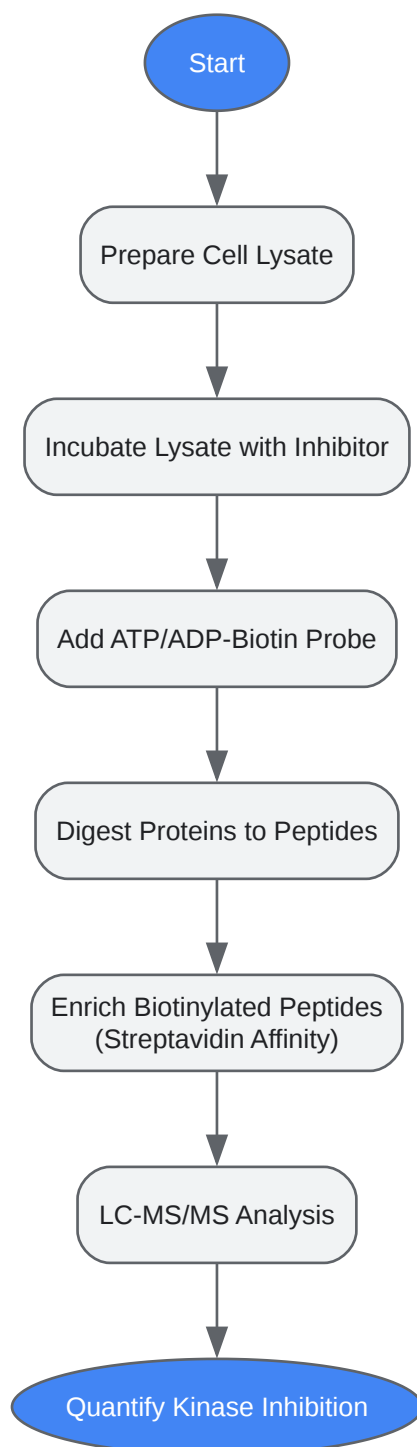 Start
Prepare Cell Lysate
Incubate Lysate with Inhibitor
Add ATP/ADP-Biotin Probe
Digest Proteins to Peptides
Enrich Biotinylated Peptides
(Streptavidin Affinity)
LC-MS/MS Analysis
Quantify Kinase Inhibition